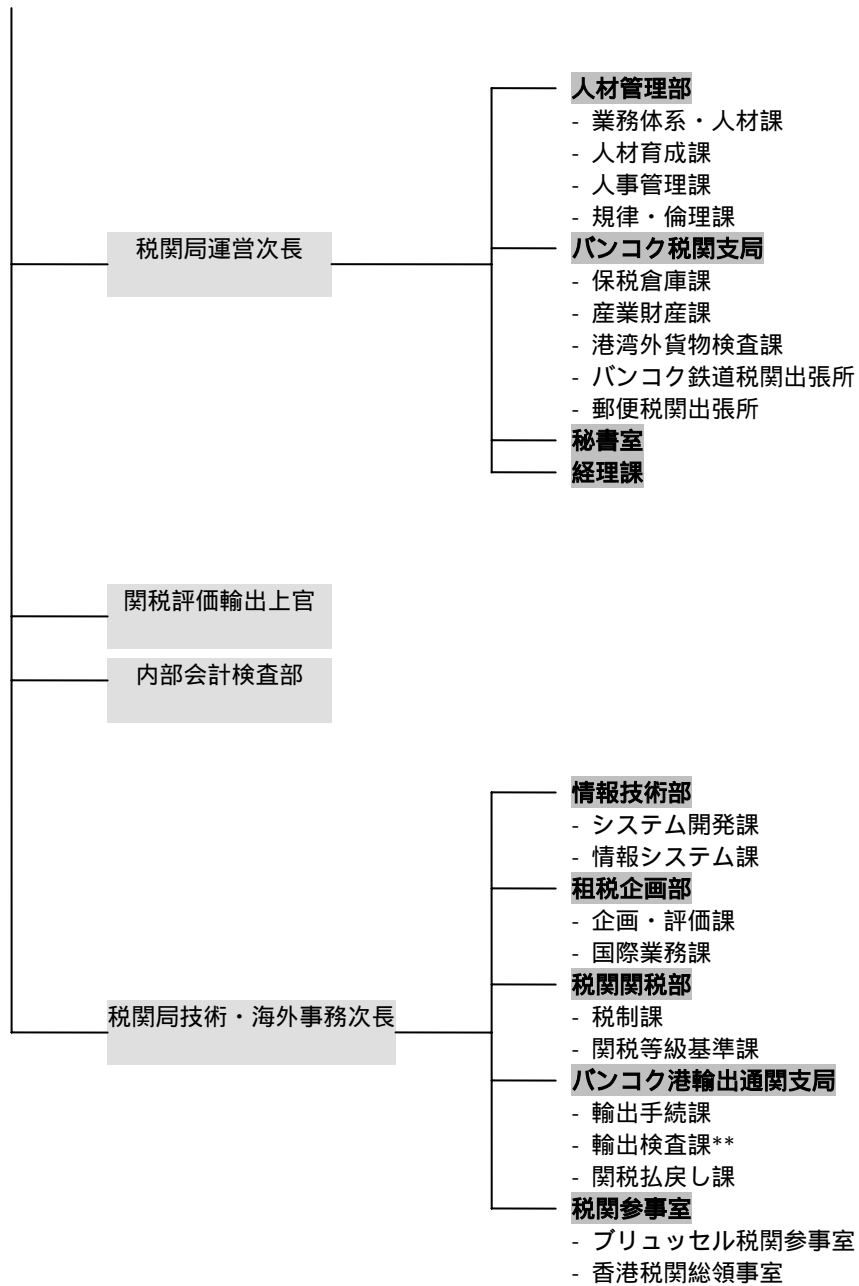 税関局運営次長
人材管理部
- 業務体系・人材課
- 人材育成課
- 人事管理課
- 規律・倫理課
バンコク税関支局
- 保税倉庫課
- 産業財産課
- 港湾外貨物検査課
- バンコク鉄道税関出張所
- 郵便税関出張所
秘書室
経理課
関税評価輸出上官
内部会計検査部
税関局技術・海外事務次長
情報技術部
- システム開発課
- 情報システム課
租税企画部
- 企画・評価課
- 国際業務課
税関関税部
- 税制課
- 関税等級基準課
バンコク港輸出通関支局
- 輸出手続課
- 輸出検査課**
- 関税払戻し課
税関参事室
- ブリュッセル税関参事室
- 香港税関総領事室